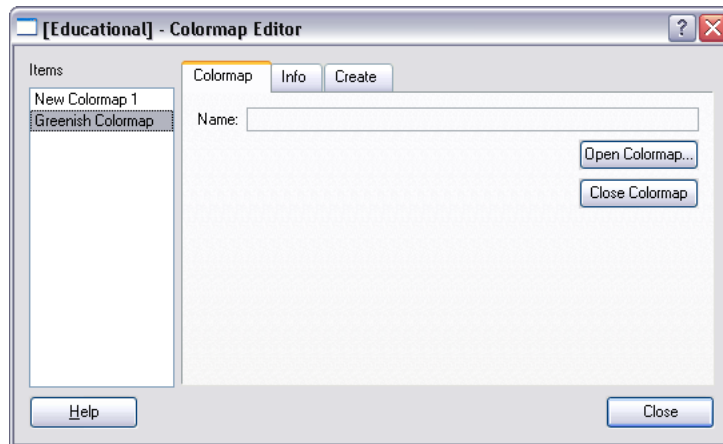 [Educational] - Colormap Editor
Items
New Colormap 1
Greenish Colormap
Colormap Info Create
Name:
Open Colormap...
Close Colormap
Help Close